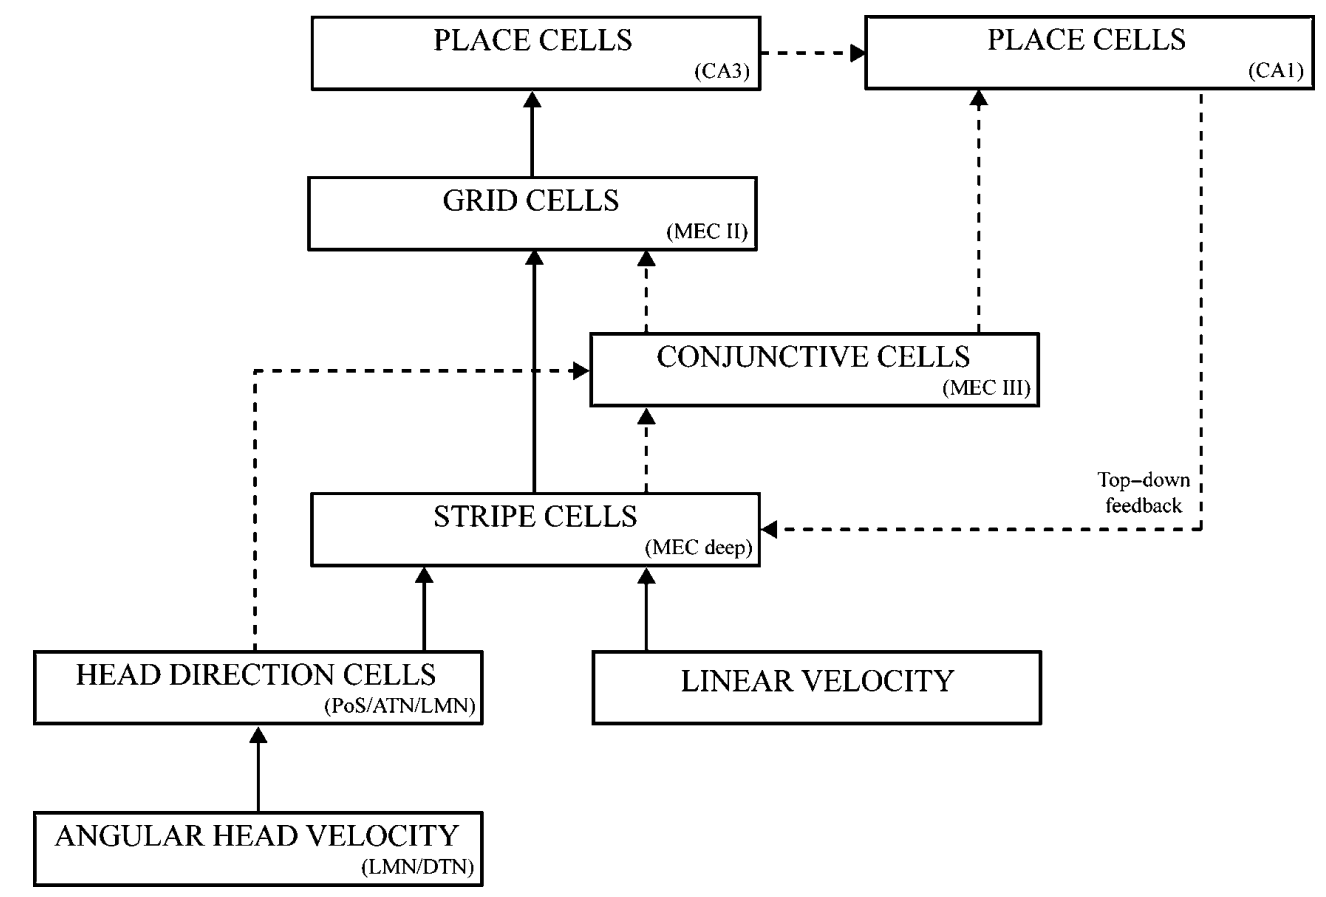 PLACE CELLS
(CA3)
PLACE CELLS
(CA1)
GRID CELLS
(MEC II)
CONJUNCTIVE CELLS
(MEC III)
Top−down
feedback
STRIPE CELLS
(MEC deep)
HEAD DIRECTION CELLS
(PoS/ATN/LMN)
LINEAR VELOCITY
ANGULAR HEAD VELOCITY
(LMN/DTN)